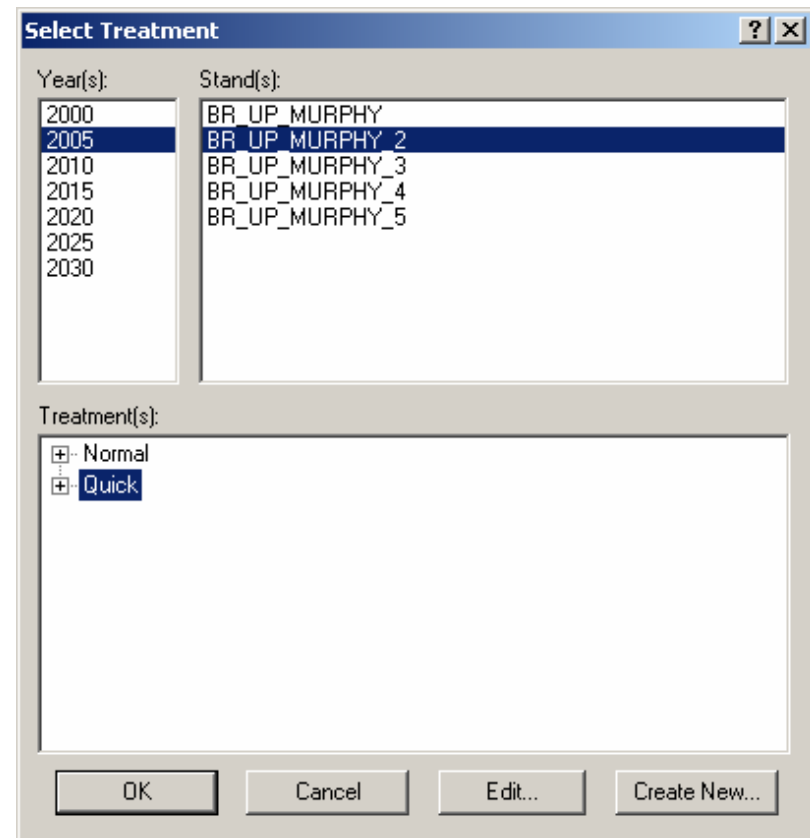 Select Treatment
Year(s):
Stand(s):
2000
2005
2010
2015
2020
2025
2030
BR_UP_MURPHY
BR_UP_MURPHY_2
BR_UP_MURPHY_3
BR_UP_MURPHY_4
BR_UP_MURPHY_5
Treatment(s):
Normal
Quick
OK Cancel Edit... Create New...